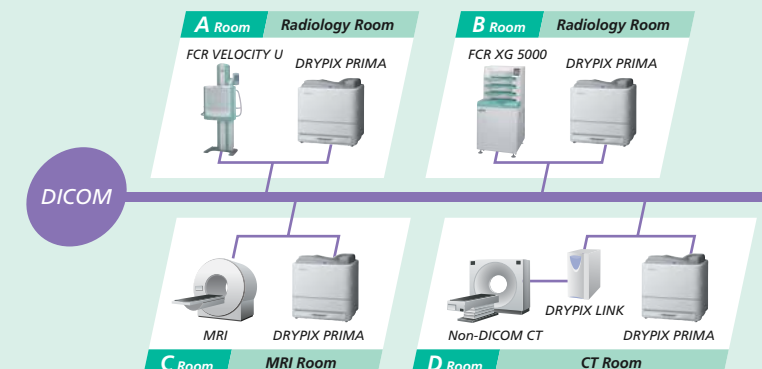 A Room Radiology Room
FCR VELOCITY U
DRYPIX PRIMA
B Room Radiology Room
FCR XG 5000
DRYPIX PRIMA
DICOM
MRI
DRYPIX PRIMA
C Room MRI Room
Non-DICOM CT
DRYPIX LINK
DRYPIX PRIMA
D Room CT Room